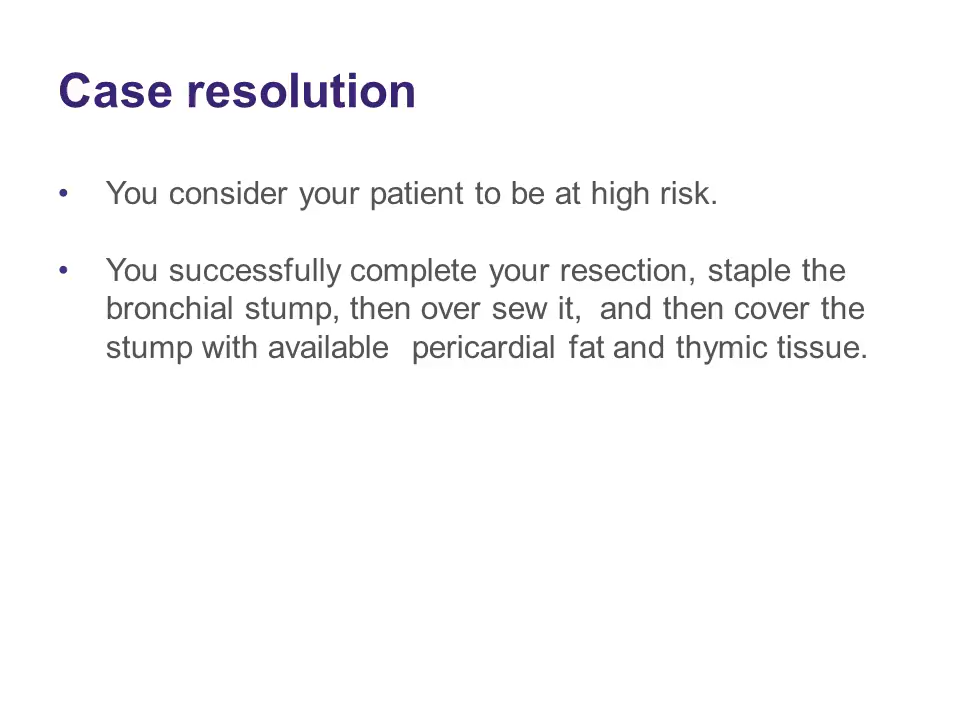 Case resolution
• You consider your patient to be at high risk.
• You successfully complete your resection, staple the
bronchial stump, then over sew it,  and then cover the
stump with available  pericardial fat and thymic tissue.